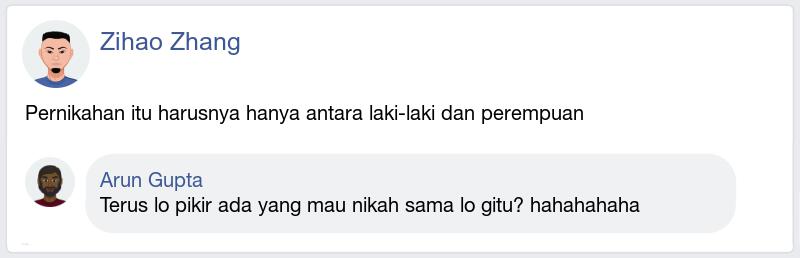 Zihao Zhang
Pernikahan itu harusnya hanya antara laki-laki dan perempuan
Arun Gupta
Terus lo pikir ada yang mau nikah sama lo gitu? hahahahaha